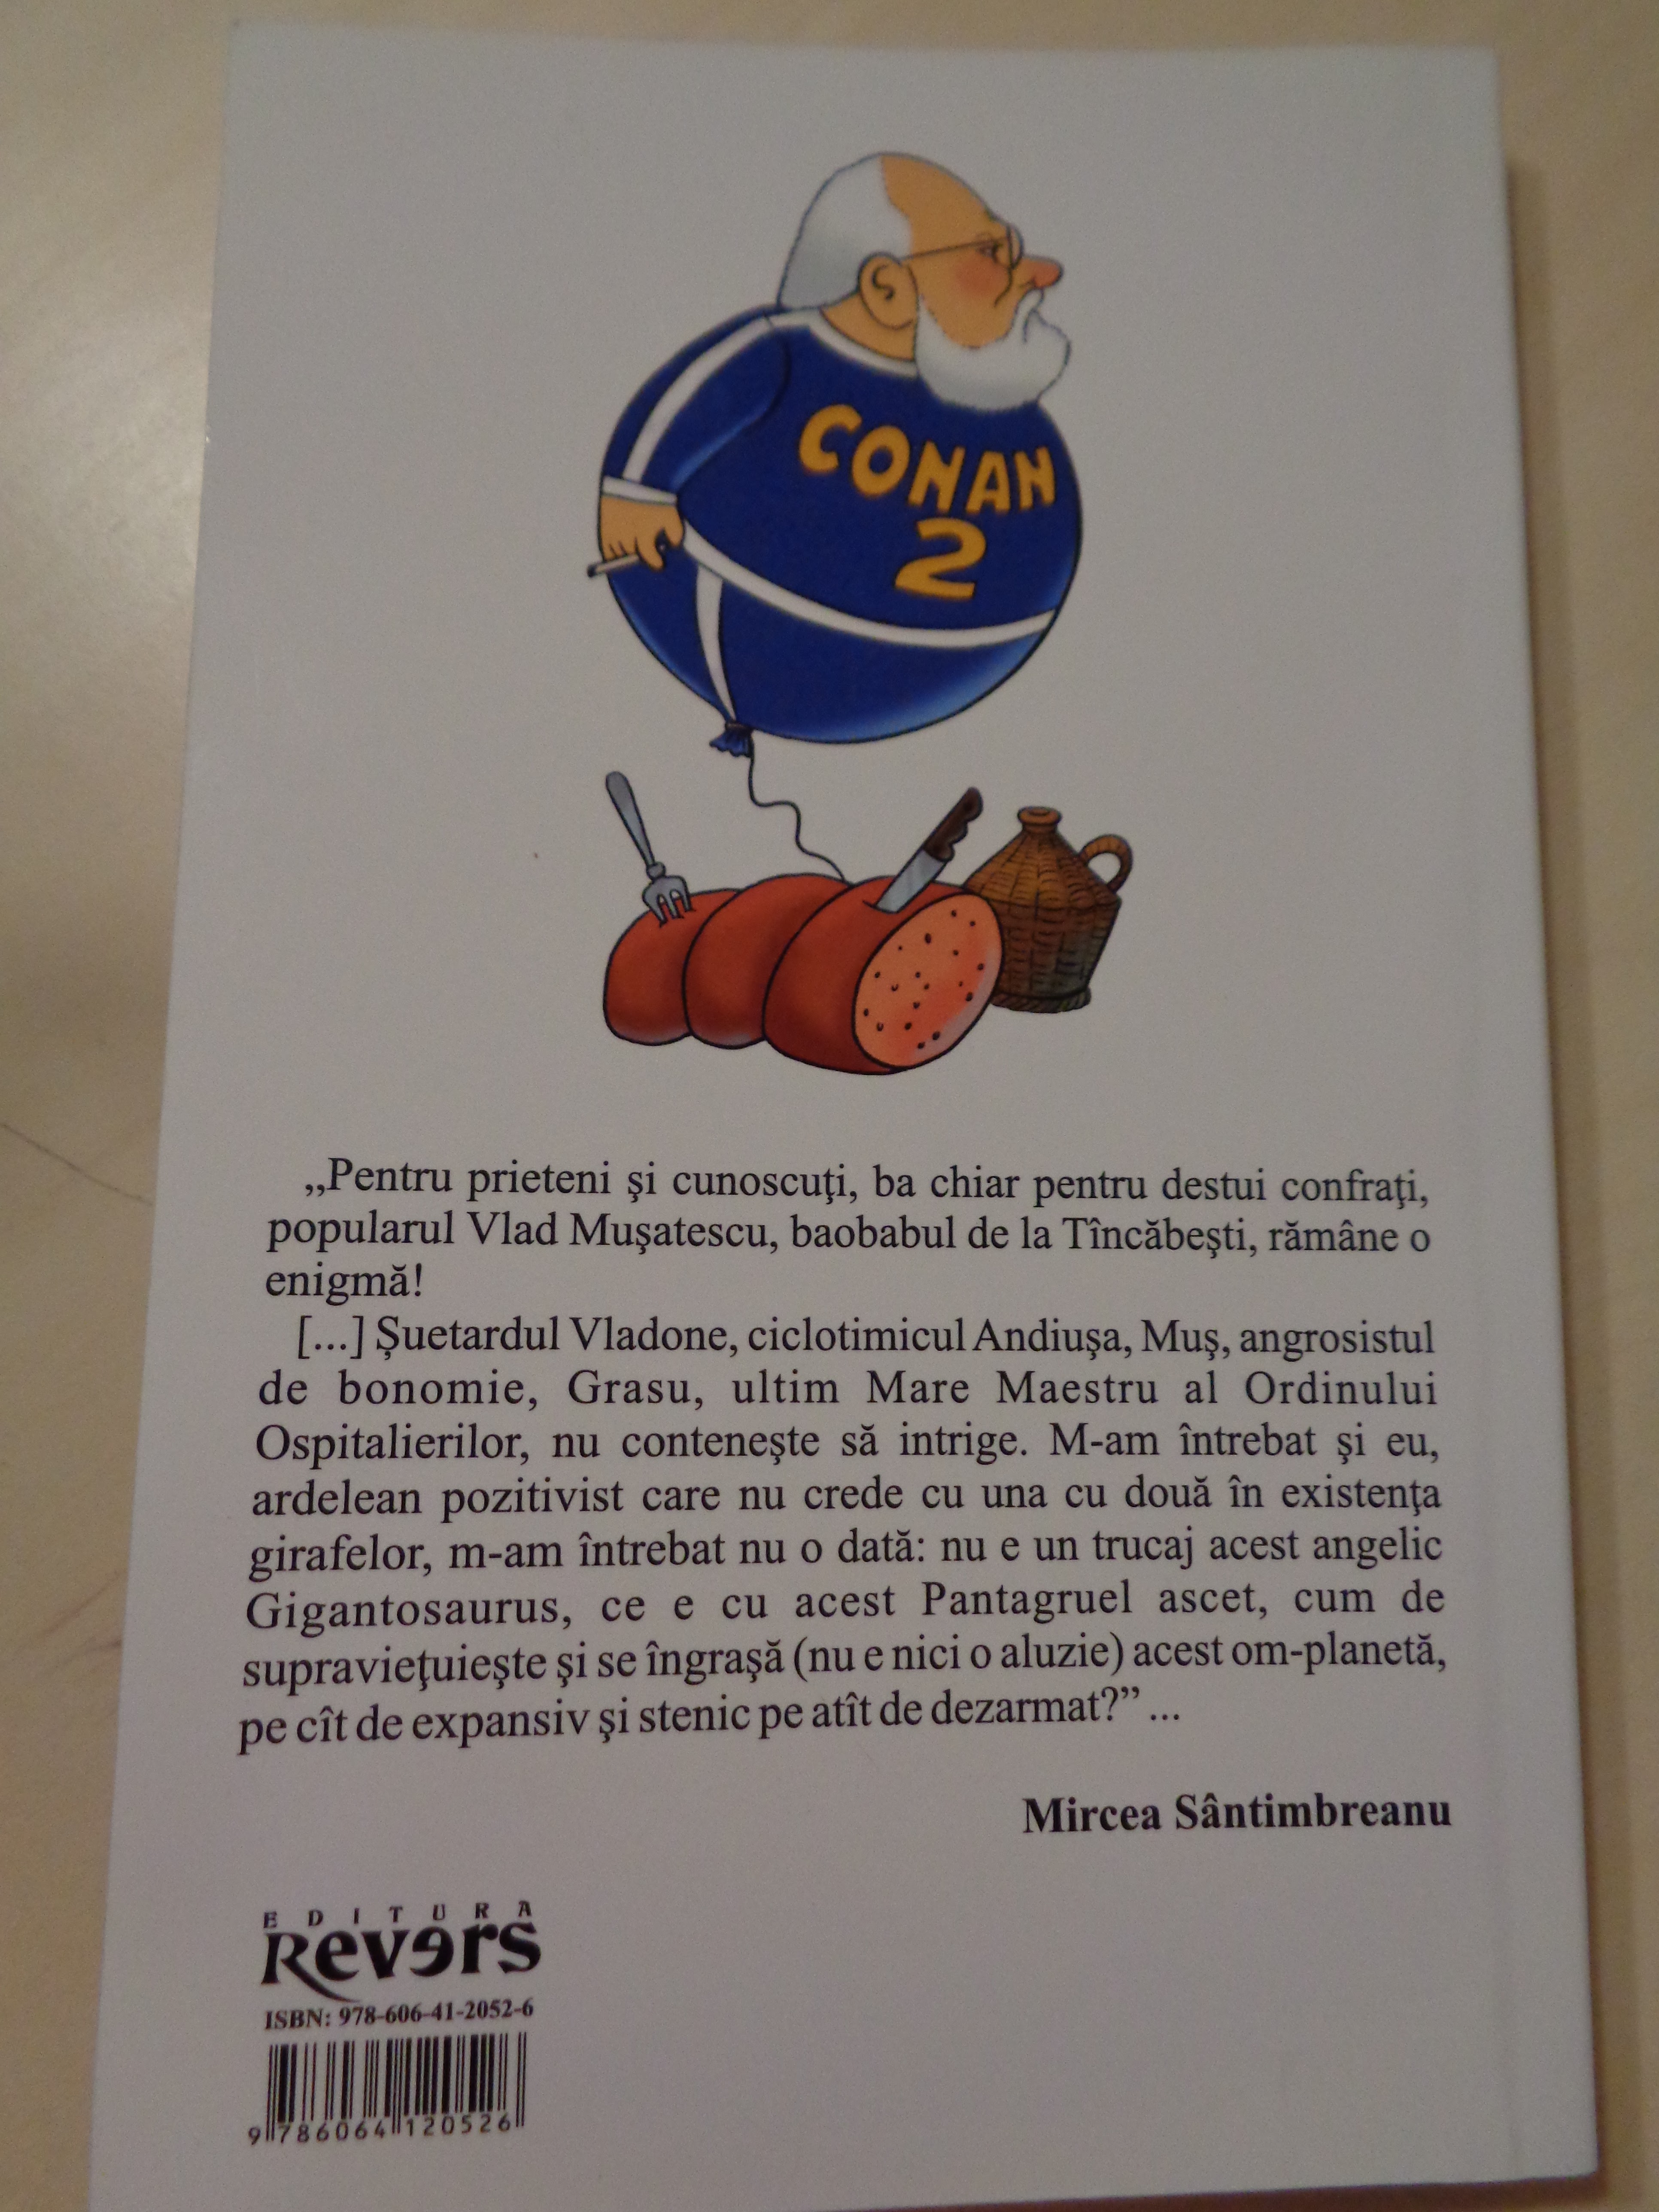 CONAN
2
„Pentru prieteni şi cunoscuţi, ba chiar pentru destui confraţi,
popularul Vlad Muşatescu, baobabul de la Tîncăbeşti, rămâne o
enigmă!
[...] Şuetardul Vladone, ciclotimicul Andiuşa, Muş, angrosistul
de bonomie, Grasu, ultim Mare Maestru al Ordinului
Ospitalierilor, nu conteneşte să intrige. M-am întrebat şi eu,
ardelean pozitivist care nu crede cu una cu două în existenţa
girafelor, m-am întrebat nu o dată: nu e un trucaj acest angelic
Gigantosaurus, ce e cu acest Pantagruel ascet, cum de
supravieţuieşte şi se îngraşă (nu e nici o aluzie) acest om-planetă,
pe cît de expansiv şi stenic pe atît de dezarmat?” ...
Mircea Sântimbreanu
EDITURA
Revers
ISBN: 978-606-41-2052-6
9 786064 120526